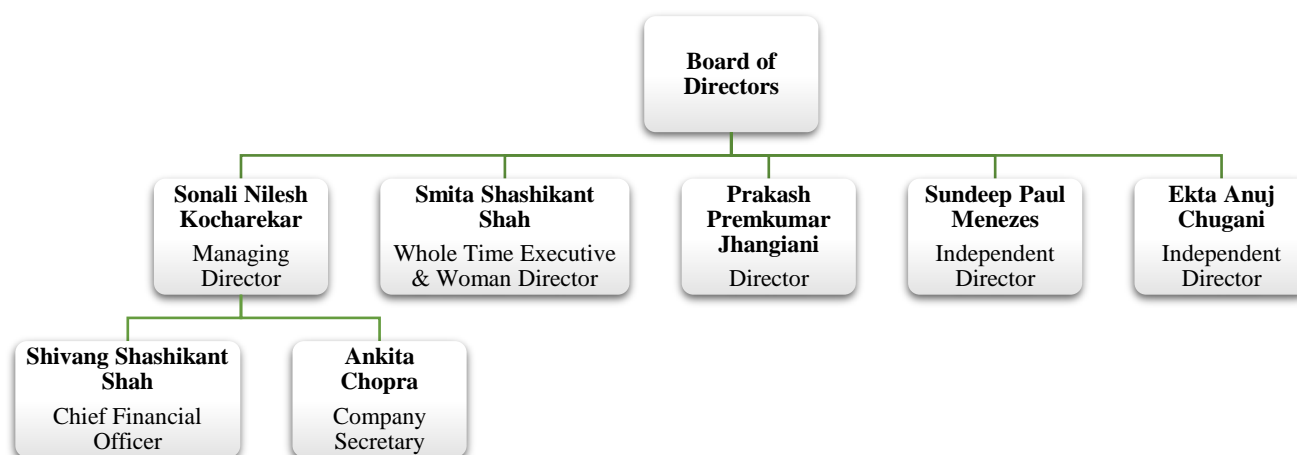 Board of
Directors
Sonali Nilesh
Kocharekar
Managing
Director
Smita Shashikant
Shah
Whole Time Executive
& Woman Director
Prakash
Premkumar
Jhangiani
Director
Sundeep Paul
Menezes
Independent
Director
Ekta Anuj
Chugani
Independent
Director
Shivang Shashikant
Shah
Chief Financial
Officer
Ankita
Chopra
Company
Secretary